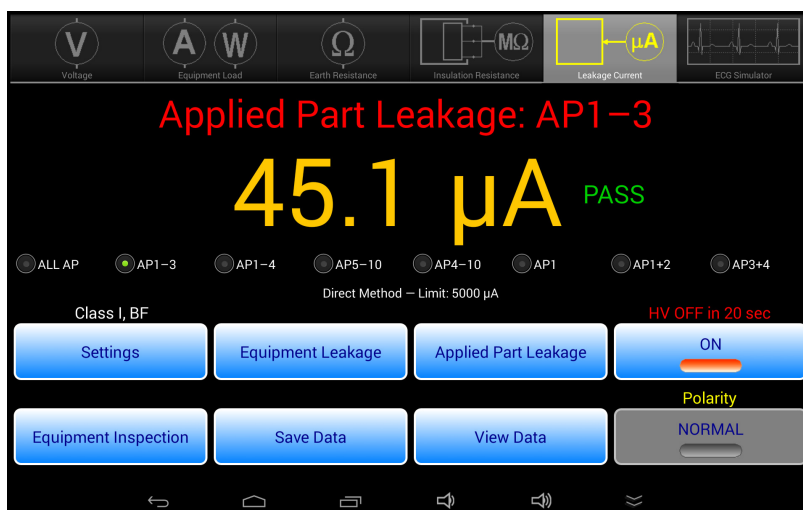 V A W Ω MΩ µA
Voltage Equipment Load Earth Resistance Insulation Resistance Leakage Current ECG Simulator
Applied Part Leakage: AP1–3
45.1 µA PASS
ALL AP AP1–3 AP1–4 AP5–10 AP4–10 AP1 AP1+2 AP3+4
Direct Method – Limit: 5000 µA
Class I, BF HV OFF in 20 sec
Settings Equipment Leakage Applied Part Leakage ON
Polarity
Equipment Inspection Save Data View Data NORMAL